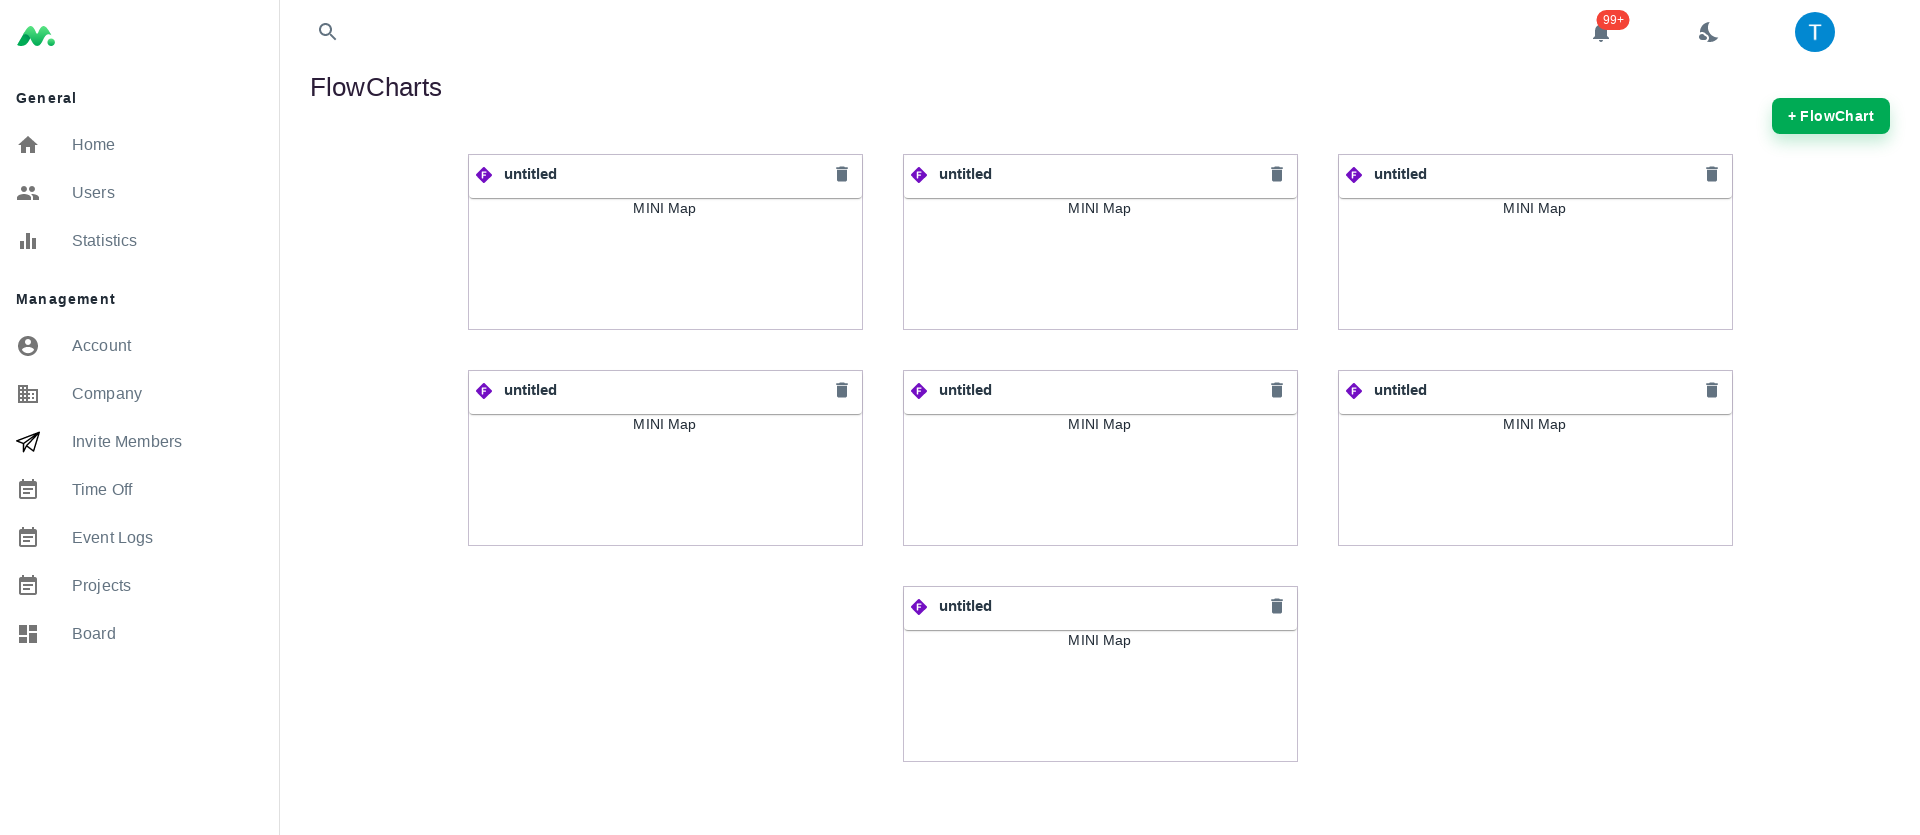 General
Home
Users
Statistics
Management
Account
Company
Invite Members
Time Off
Event Logs
Projects
Board
99+
T
FlowCharts
+ FlowChart
F untitled
MINI Map
F untitled
MINI Map
F untitled
MINI Map
F untitled
MINI Map
F untitled
MINI Map
F untitled
MINI Map
F untitled
MINI Map